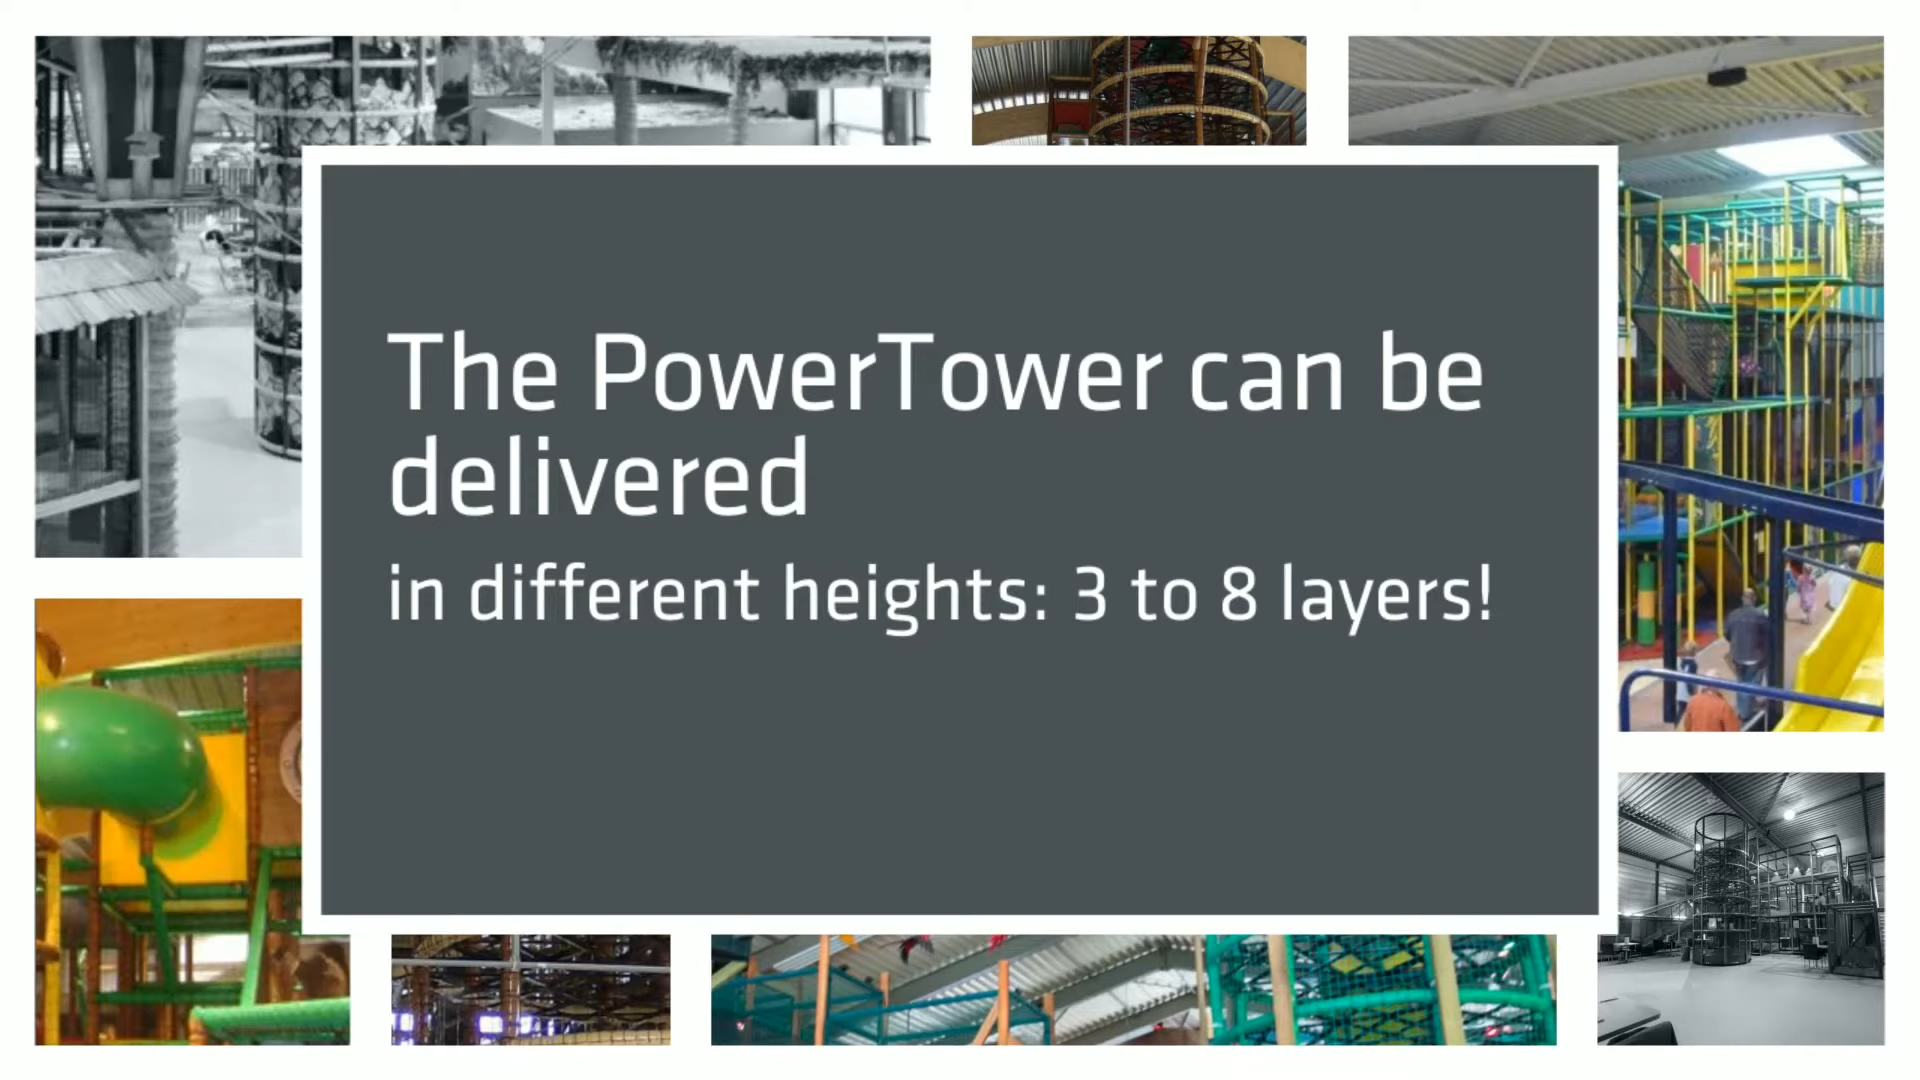 The PowerTower can be
delivered
in different heights: 3 to 8 layers!